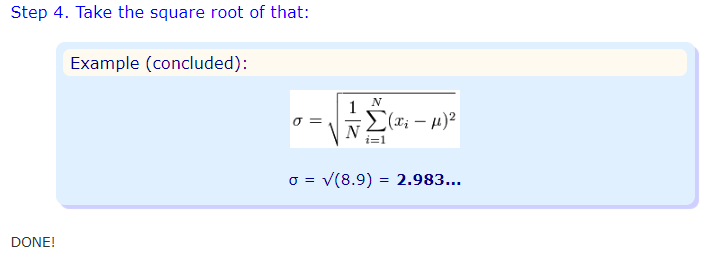 Step 4. Take the square root of that:
Example (concluded):
σ = √(1/N ∑_{i=1}^{N} (x_i − μ)²)
σ = √(8.9) = 2.983...
DONE!